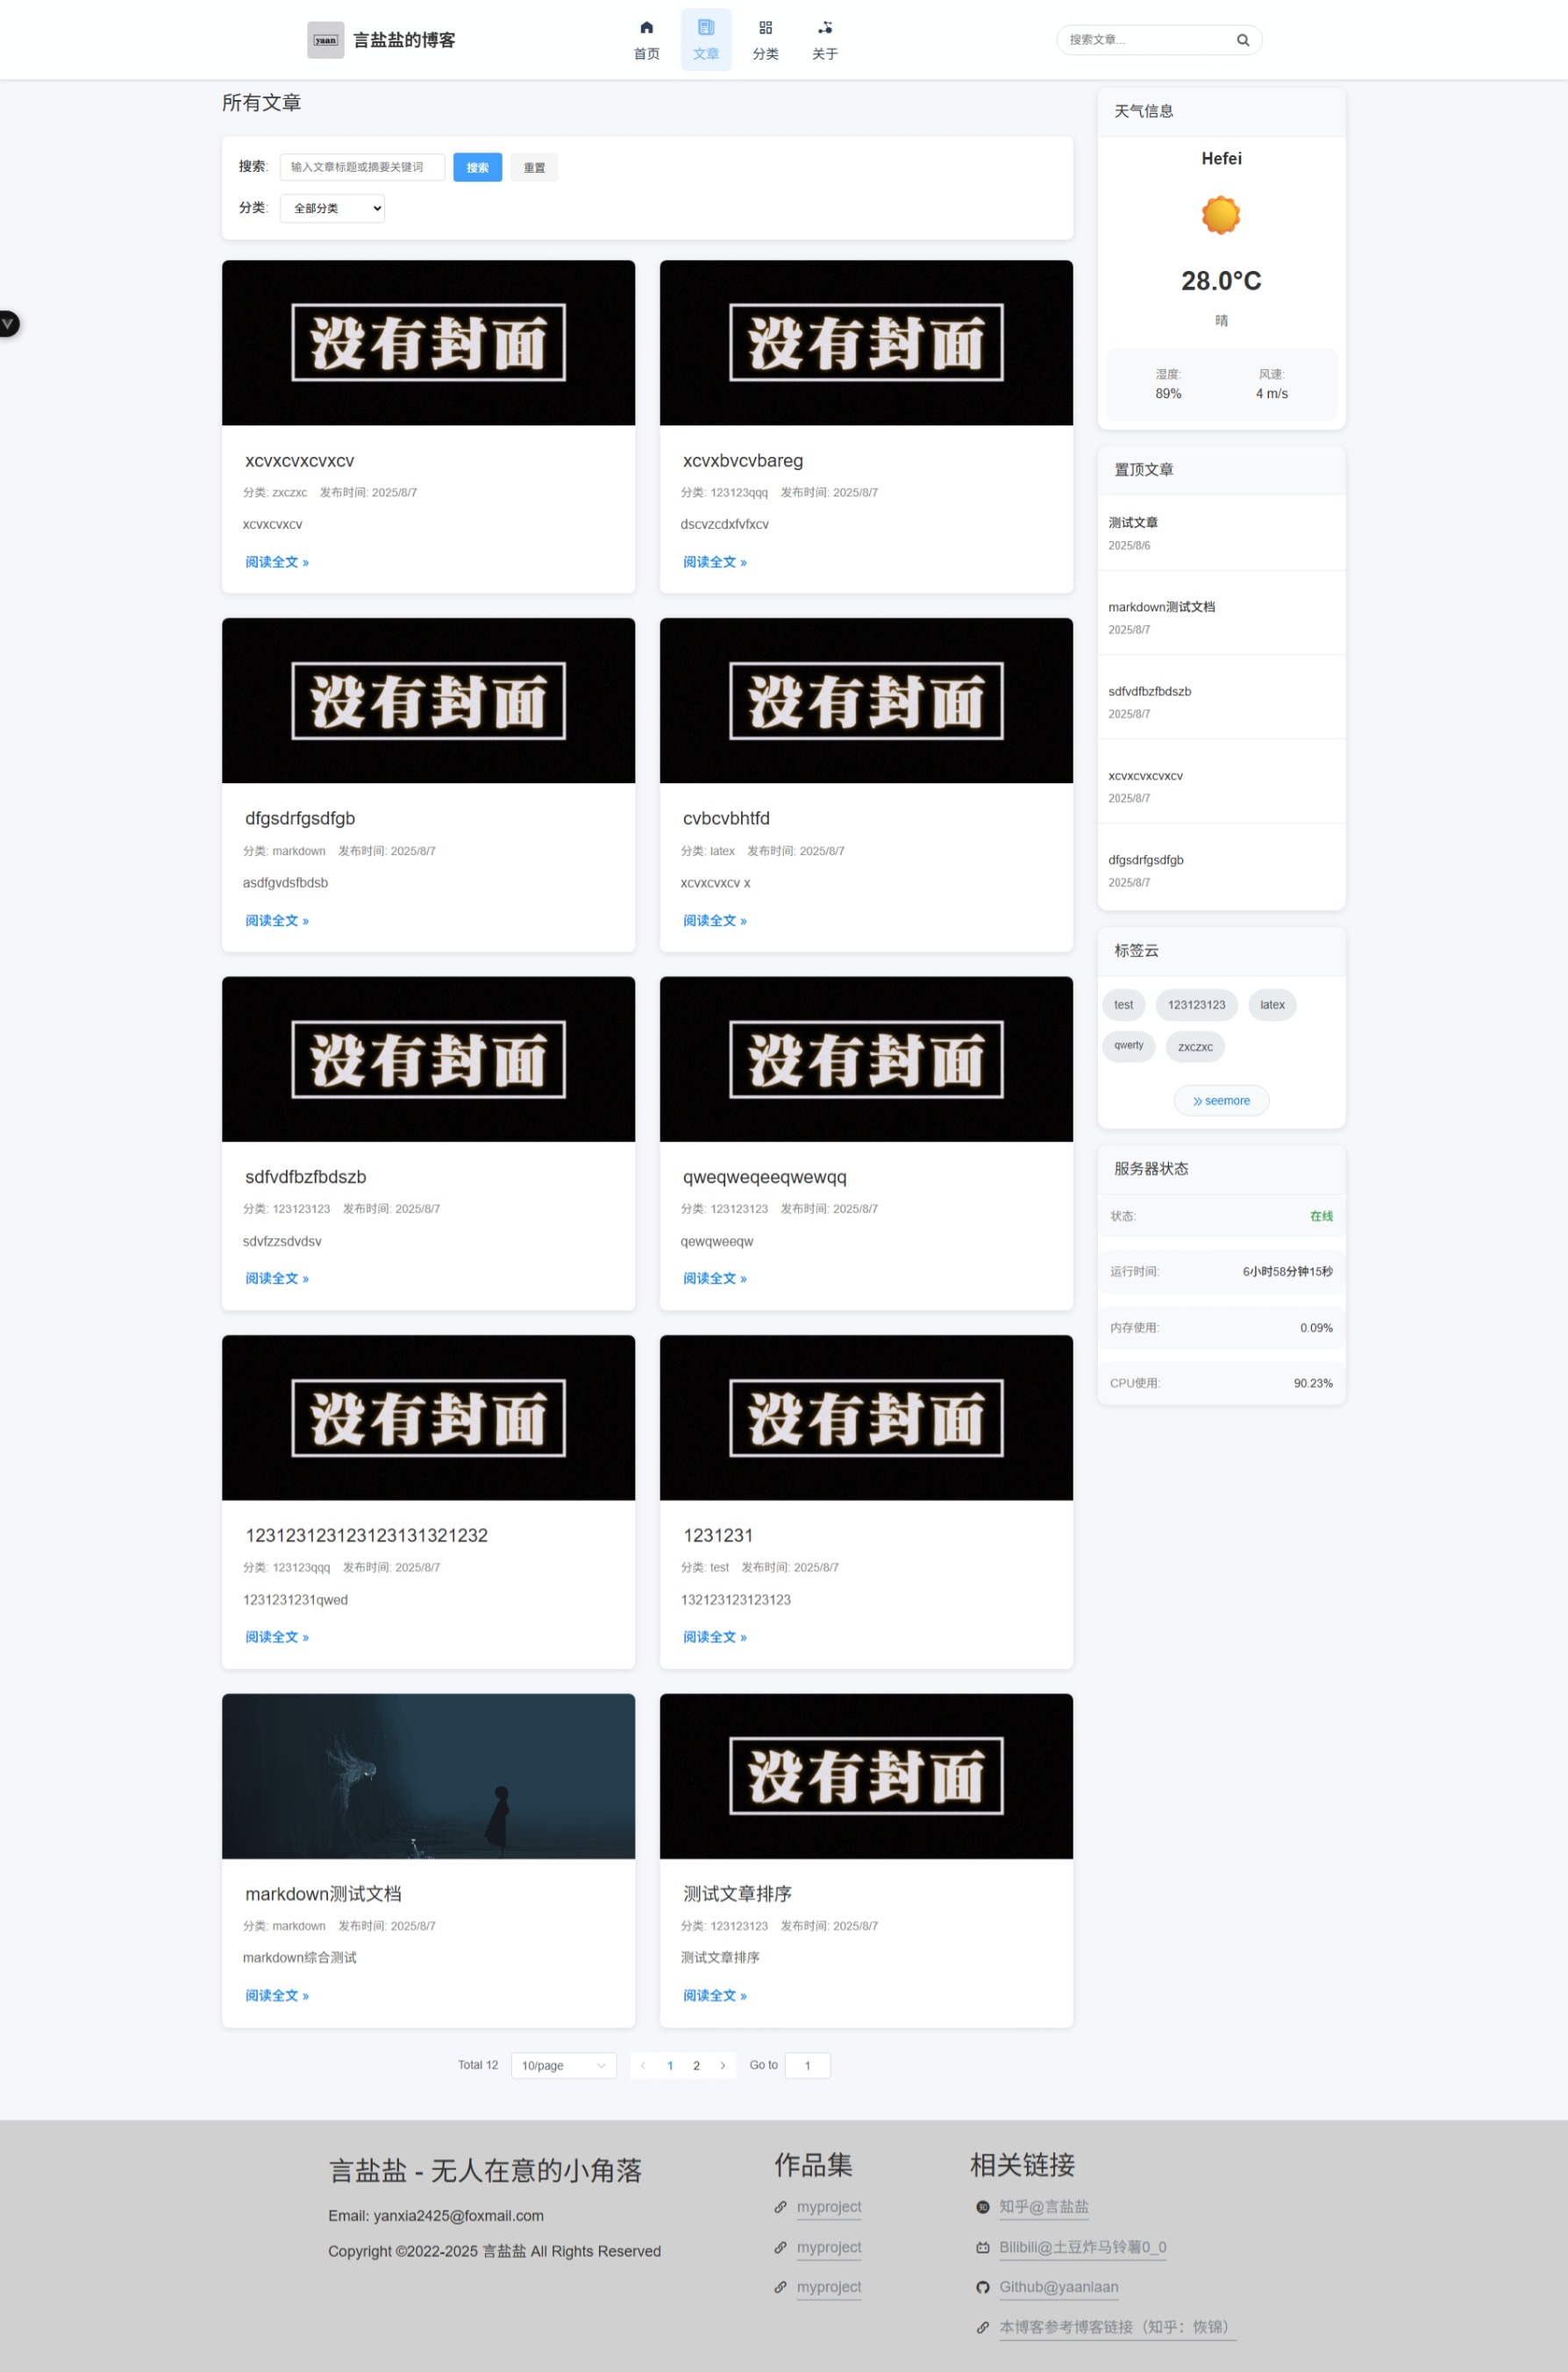 yaan
言盐盐的博客
首页
文章
分类
关于
搜索文章...
所有文章
搜索: 输入文章标题或摘要关键词 搜索 重置
分类: 全部分类
没有封面
xcvxcvxcvxcv
分类: zxczxc 发布时间: 2025/8/7
xcvxcvxcv
阅读全文 »
没有封面
xcvxbvcvbareg
分类: 123123qqq 发布时间: 2025/8/7
dscvzcdxfvfxcv
阅读全文 »
没有封面
dfgsdrfgsdfgb
分类: markdown 发布时间: 2025/8/7
asdfgvdsfbdsb
阅读全文 »
没有封面
cvbcvbhtfd
分类: latex 发布时间: 2025/8/7
xcvxcvxcv x
阅读全文 »
没有封面
sdfvdfbzfbdszb
分类: 123123123 发布时间: 2025/8/7
sdvfzzsdvdsv
阅读全文 »
没有封面
qweqweqeeqwewqq
分类: 123123123 发布时间: 2025/8/7
qewqweeqw
阅读全文 »
没有封面
123123123123123131321232
分类: 123123qqq 发布时间: 2025/8/7
1231231231qwed
阅读全文 »
没有封面
1231231
分类: test 发布时间: 2025/8/7
132123123123123
阅读全文 »
markdown测试文档
分类: markdown 发布时间: 2025/8/7
markdown综合测试
阅读全文 »
没有封面
测试文章排序
分类: 123123123 发布时间: 2025/8/7
测试文章排序
阅读全文 »
Total 12 10/page 1 2 Go to 1
天气信息
Hefei
28.0°C
晴
湿度: 风速:
89% 4 m/s
置顶文章
测试文章
2025/8/6
markdown测试文档
2025/8/7
sdfvdfbzfbdszb
2025/8/7
xcvxcvxcvxcv
2025/8/7
dfgsdrfgsdfgb
2025/8/7
标签云
test 123123123 latex
qwerty zxczxc
seemore
服务器状态
状态: 在线
运行时间: 6小时58分钟15秒
内存使用: 0.09%
CPU使用: 90.23%
言盐盐 - 无人在意的小角落
Email: yanxia2425@foxmail.com
Copyright ©2022-2025 言盐盐 All Rights Reserved
作品集
myproject
myproject
myproject
相关链接
知乎@言盐盐
Bilibili@土豆炸马铃薯0_0
Github@yaanlaan
本博客参考博客链接（知乎：恢锦）